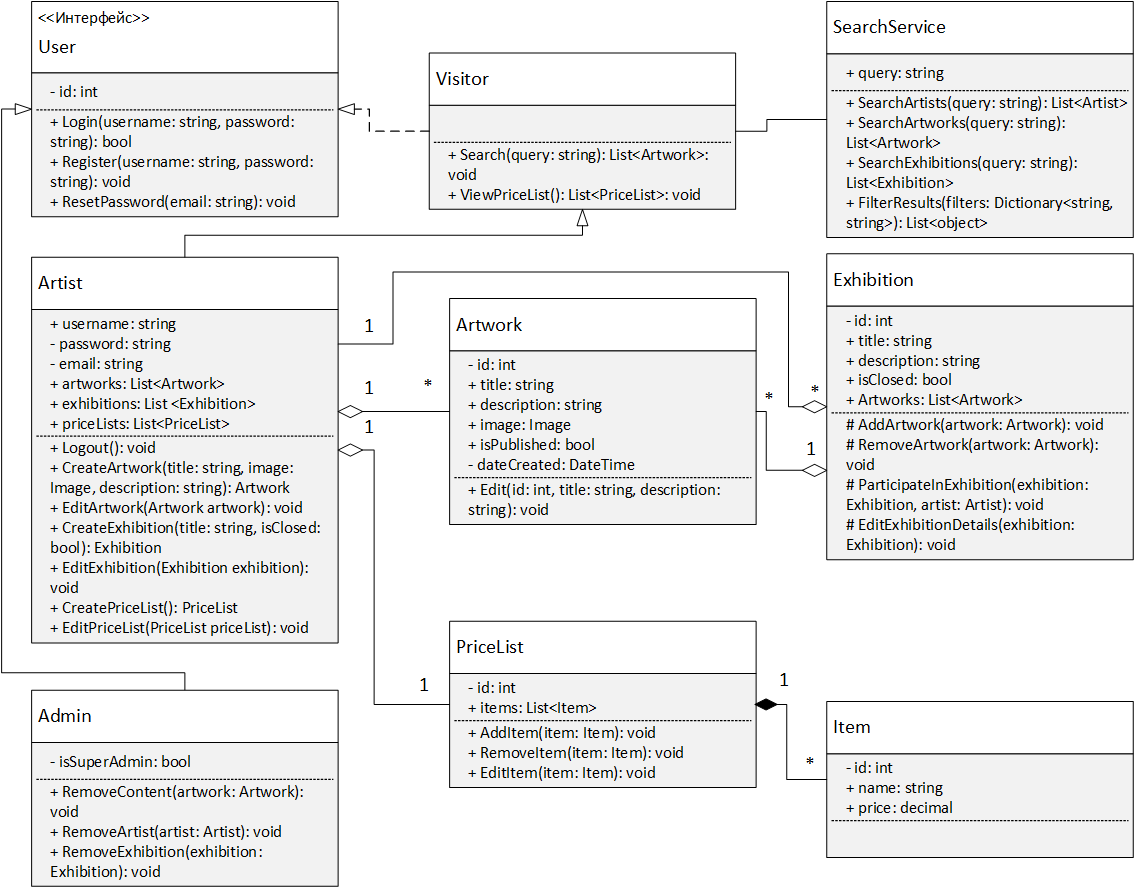 <<Интерфейс>>
User
- id: int
+ Login(username: string, password:
string): bool
+ Register(username: string, password:
string): void
+ ResetPassword(email: string): void
Visitor
+ Search(query: string): List<Artwork>:
void
+ ViewPriceList(): List<PriceList>: void
SearchService
+ query: string
+ SearchArtists(query: string): List<Artist>
+ SearchArtworks(query: string):
List<Artwork>
+ SearchExhibitions(query: string):
List<Exhibition>
+ FilterResults(filters: Dictionary<string,
string>): List<object>
Artist
+ username: string
- password: string
- email: string
+ artworks: List<Artwork>
+ exhibitions: List <Exhibition>
+ priceLists: List<PriceList>
+ Logout(): void
+ CreateArtwork(title: string, image:
Image, description: string): Artwork
+ EditArtwork(Artwork artwork): void
+ CreateExhibition(title: string, isClosed:
bool): Exhibition
+ EditExhibition(Exhibition exhibition):
void
+ CreatePriceList(): PriceList
+ EditPriceList(PriceList priceList): void
1
1
*
1
1
Artwork
- id: int
+ title: string
+ description: string
+ image: Image
+ isPublished: bool
- dateCreated: DateTime
+ Edit(id: int, title: string, description:
string): void
*
*
1
Exhibition
- id: int
+ title: string
+ description: string
+ isClosed: bool
+ Artworks: List<Artwork>
# AddArtwork(artwork: Artwork): void
# RemoveArtwork(artwork: Artwork):
void
# ParticipateInExhibition(exhibition:
Exhibition, artist: Artist): void
# EditExhibitionDetails(exhibition:
Exhibition): void
Admin
- isSuperAdmin: bool
+ RemoveContent(artwork: Artwork):
void
+ RemoveArtist(artist: Artist): void
+ RemoveExhibition(exhibition:
Exhibition): void
PriceList
- id: int
+ items: List<Item>
+ AddItem(item: Item): void
+ RemoveItem(item: Item): void
+ EditItem(item: Item): void
1
*
Item
- id: int
+ name: string
+ price: decimal